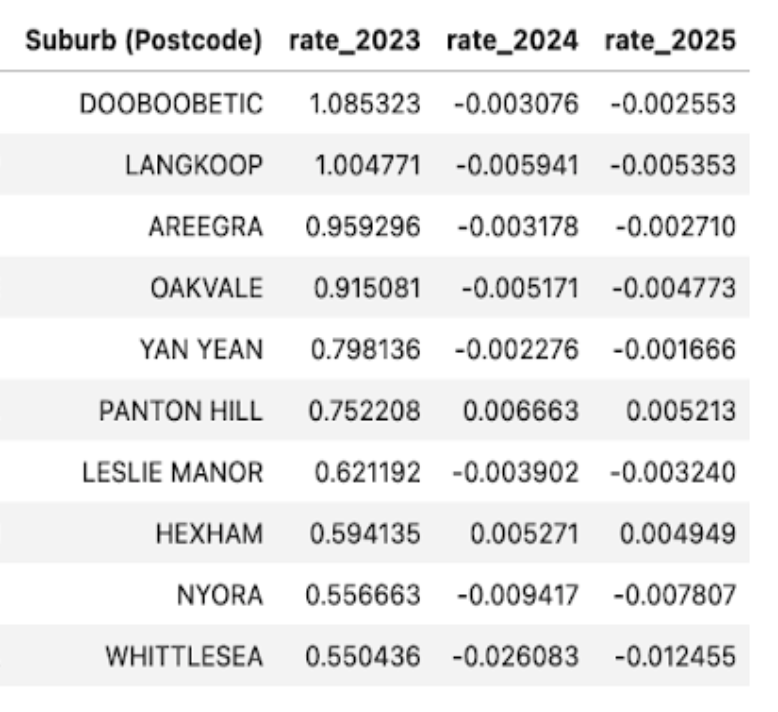 Suburb (Postcode) rate_2023 rate_2024 rate_2025
DOOBOOBETIC 1.085323 -0.003076 -0.002553
LANGKOOP 1.004771 -0.005941 -0.005353
AREEGRA 0.959296 -0.003178 -0.002710
OAKVALE 0.915081 -0.005171 -0.004773
YAN YEAN 0.798136 -0.002276 -0.001666
PANTON HILL 0.752208 0.006663 0.005213
LESLIE MANOR 0.621192 -0.003902 -0.003240
HEXHAM 0.594135 0.005271 0.004949
NYORA 0.556663 -0.009417 -0.007807
WHITTLESEA 0.550436 -0.026083 -0.012455